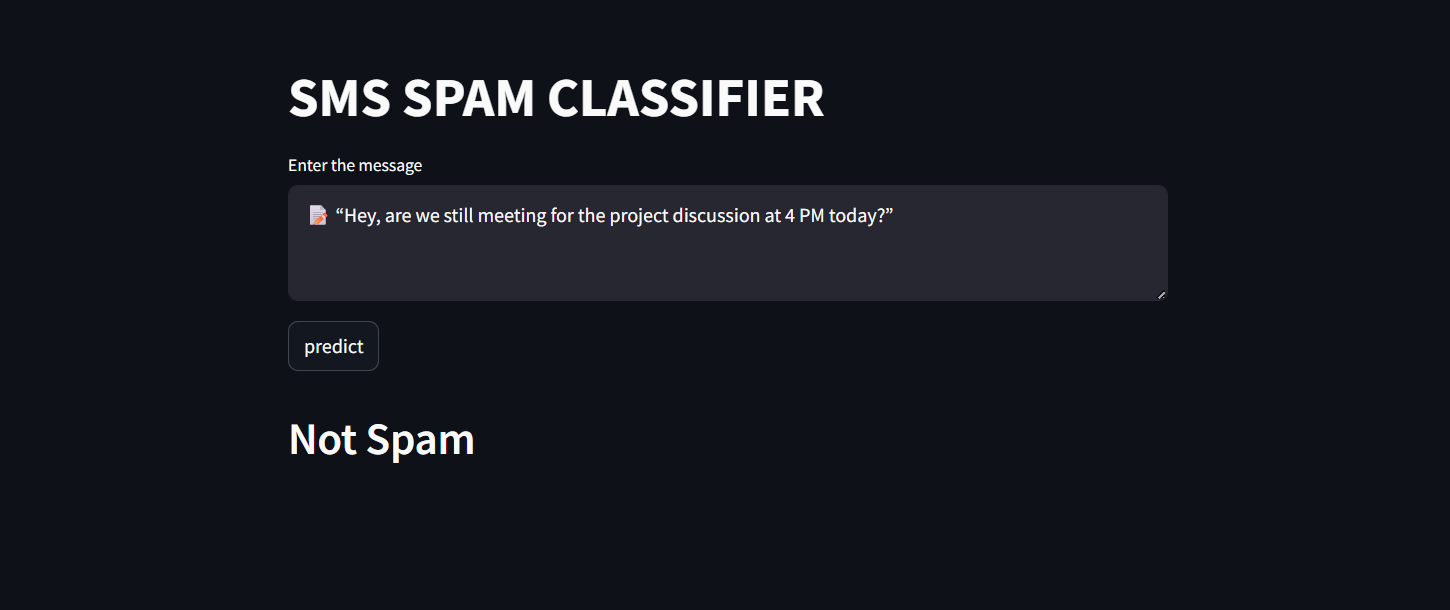 SMS SPAM CLASSIFIER
Enter the message
📝 “Hey, are we still meeting for the project discussion at 4 PM today?”
predict
Not Spam